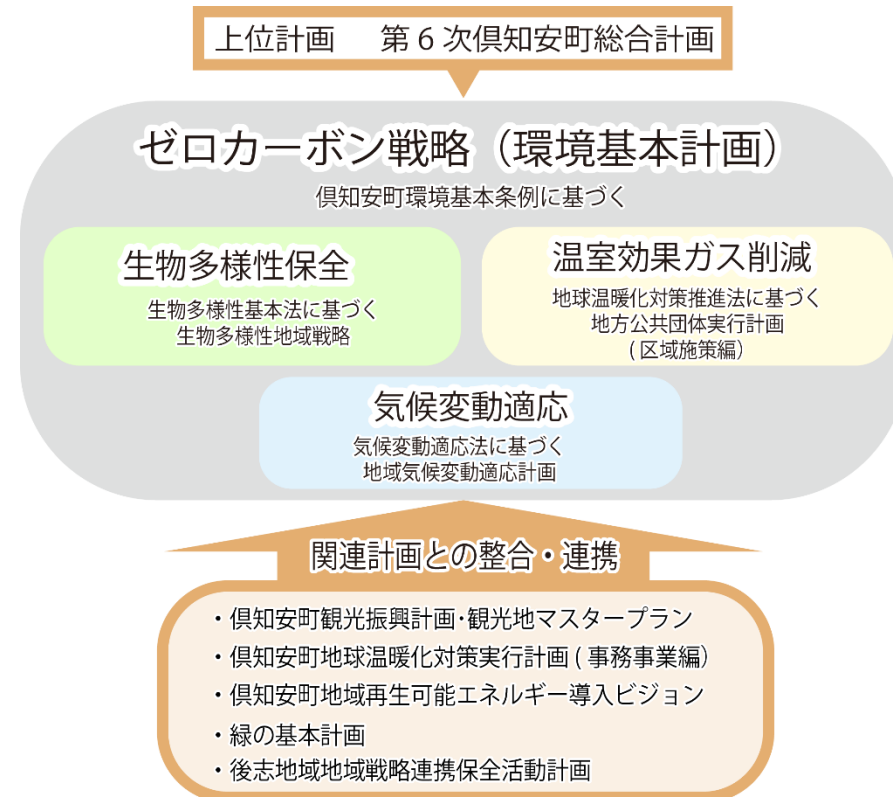 上位計画　第６次倶知安町総合計画
ゼロカーボン戦略（環境基本計画）
倶知安町環境基本条例に基づく
生物多様性保全
生物多様性基本法に基づく
生物多様性地域戦略
温室効果ガス削減
地球温暖化対策推進法に基づく
地方公共団体実行計画
(区域施策編)
気候変動適応
気候変動適応法に基づく
地域気候変動適応計画
関連計画との整合・連携
・倶知安町観光振興計画・観光地マスタープラン
・倶知安町地球温暖化対策実行計画(事務事業編)
・倶知安町地域再生可能エネルギー導入ビジョン
・緑の基本計画
・後志地域地域戦略連携保全活動計画